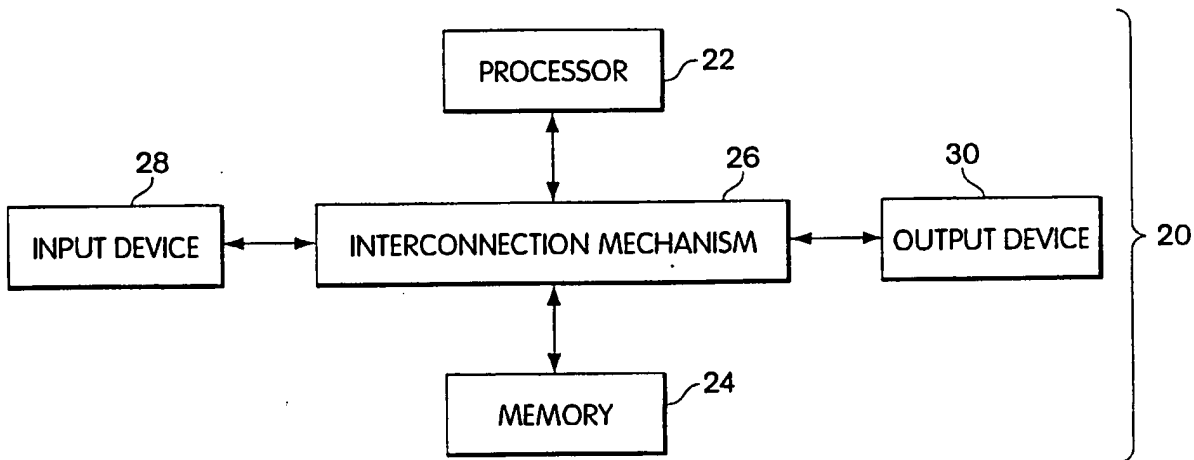 PROCESSOR
22
28
26
30
INPUT DEVICE
INTERCONNECTION MECHANISM
OUTPUT DEVICE
20
MEMORY
24